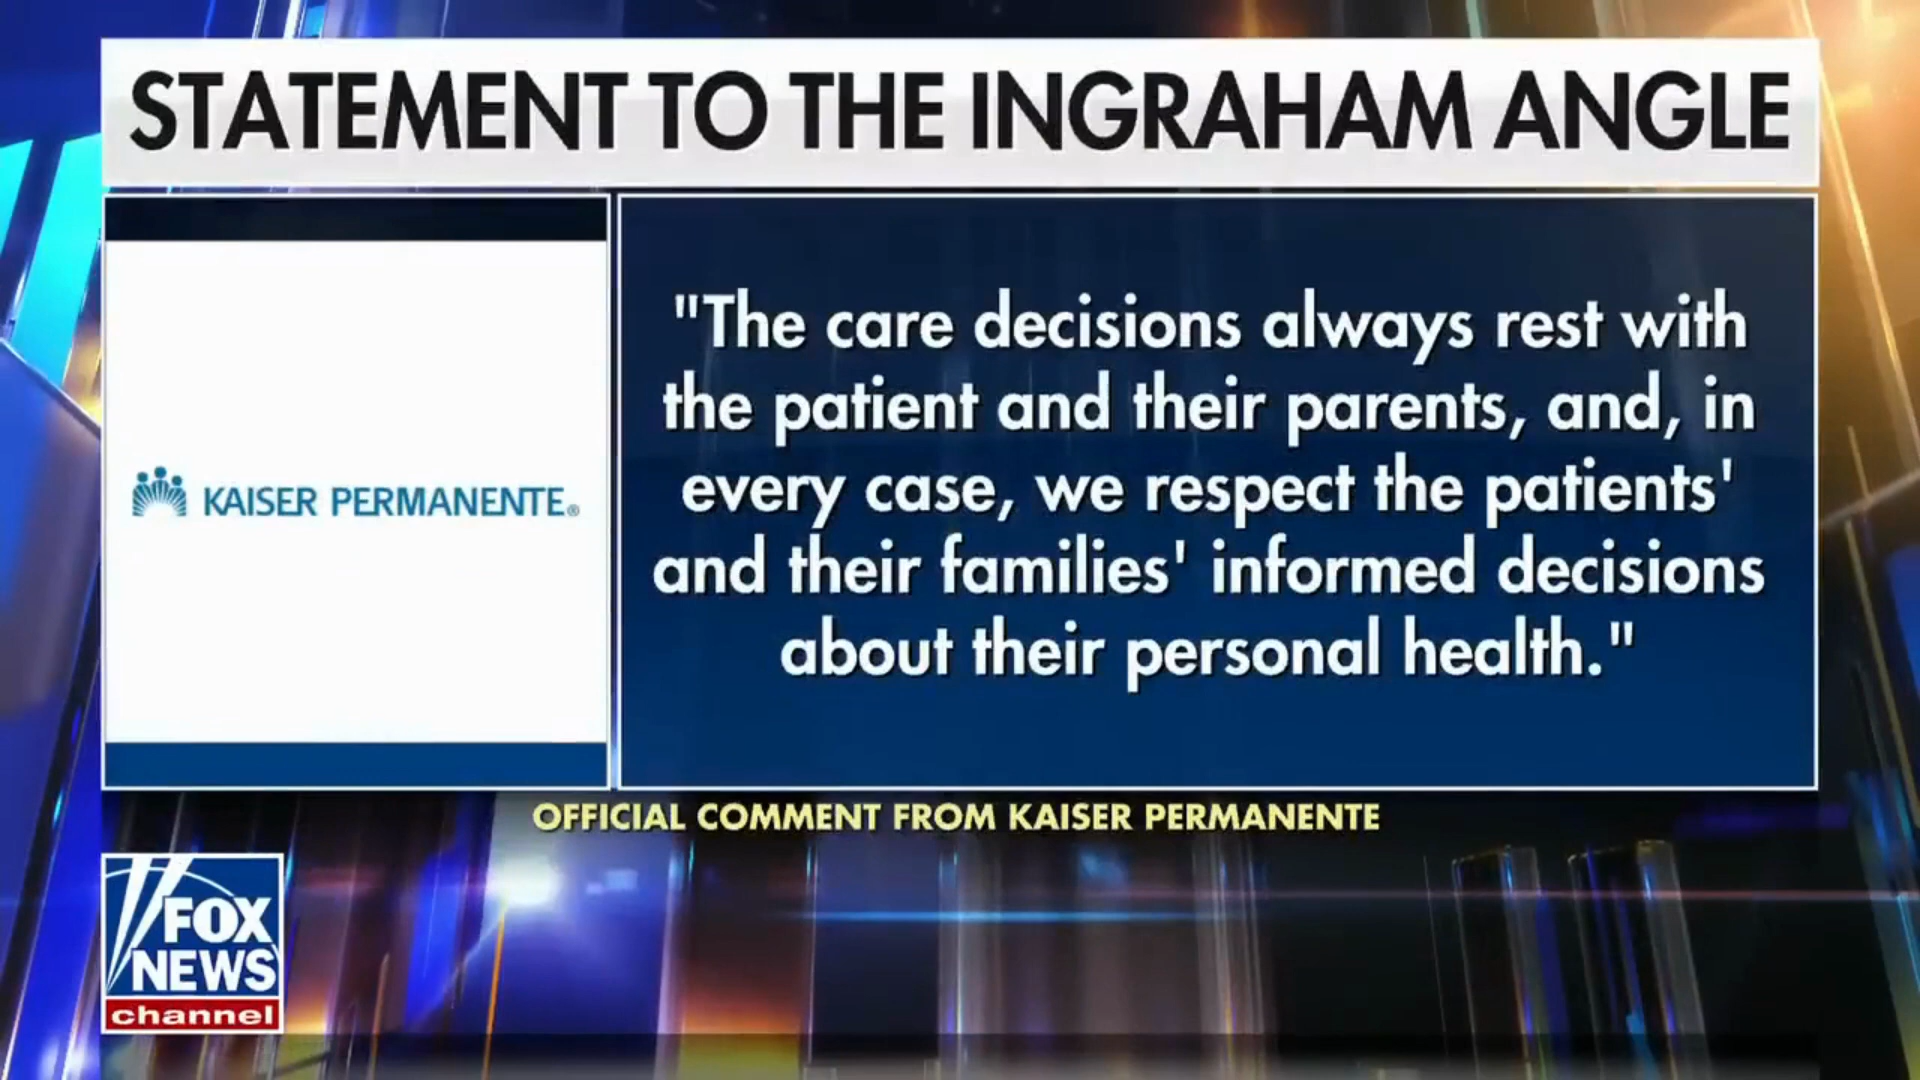 STATEMENT TO THE INGRAHAM ANGLE
KAISER PERMANENTE®
"The care decisions always rest with
the patient and their parents, and, in
every case, we respect the patients'
and their families' informed decisions
about their personal health."
OFFICIAL COMMENT FROM KAISER PERMANENTE
FOX
NEWS
channel